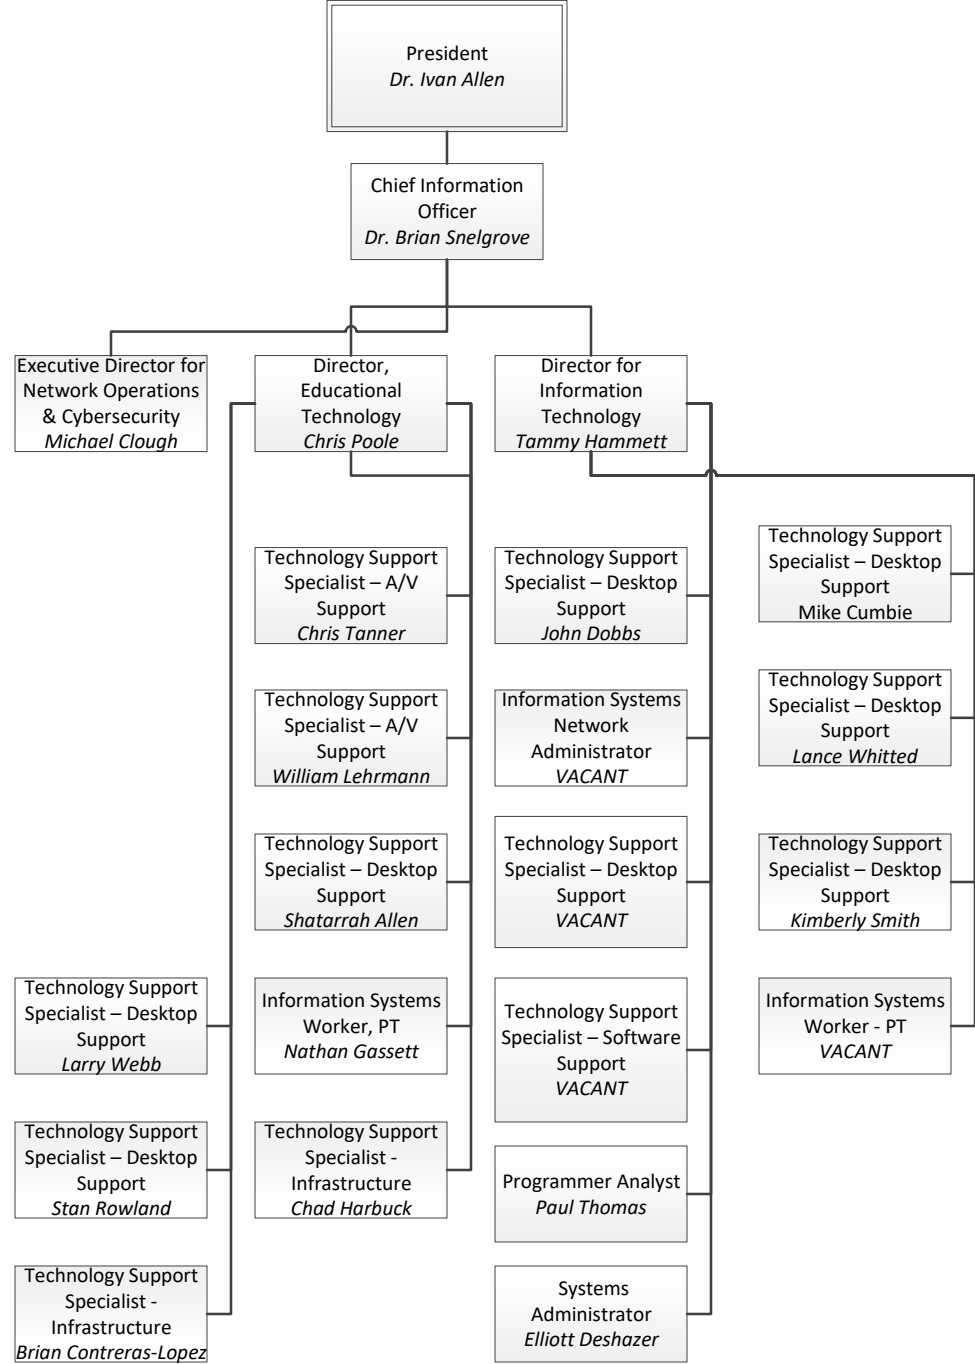 President
Dr. Ivan Allen
Chief Information
Officer
Dr. Brian Snelgrove
Executive Director for
Network Operations
& Cybersecurity
Michael Clough
Director,
Educational
Technology
Chris Poole
Director for
Information
Technology
Tammy Hammett
Technology Support
Specialist – A/V
Support
Chris Tanner
Technology Support
Specialist – Desktop
Support
John Dobbs
Technology Support
Specialist – Desktop
Support
Mike Cumbie
Technology Support
Specialist – A/V
Support
William Lehrmann
Information Systems
Network
Administrator
VACANT
Technology Support
Specialist – Desktop
Support
Lance Whitted
Technology Support
Specialist – Desktop
Support
Shatarrah Allen
Technology Support
Specialist – Desktop
Support
VACANT
Technology Support
Specialist – Desktop
Support
Kimberly Smith
Technology Support
Specialist – Desktop
Support
Larry Webb
Information Systems
Worker, PT
Nathan Gassett
Technology Support
Specialist – Software
Support
VACANT
Information Systems
Worker - PT
VACANT
Technology Support
Specialist – Desktop
Support
Stan Rowland
Technology Support
Specialist -
Infrastructure
Chad Harbuck
Programmer Analyst
Paul Thomas
Technology Support
Specialist -
Infrastructure
Brian Contreras-Lopez
Systems
Administrator
Elliott Deshazer